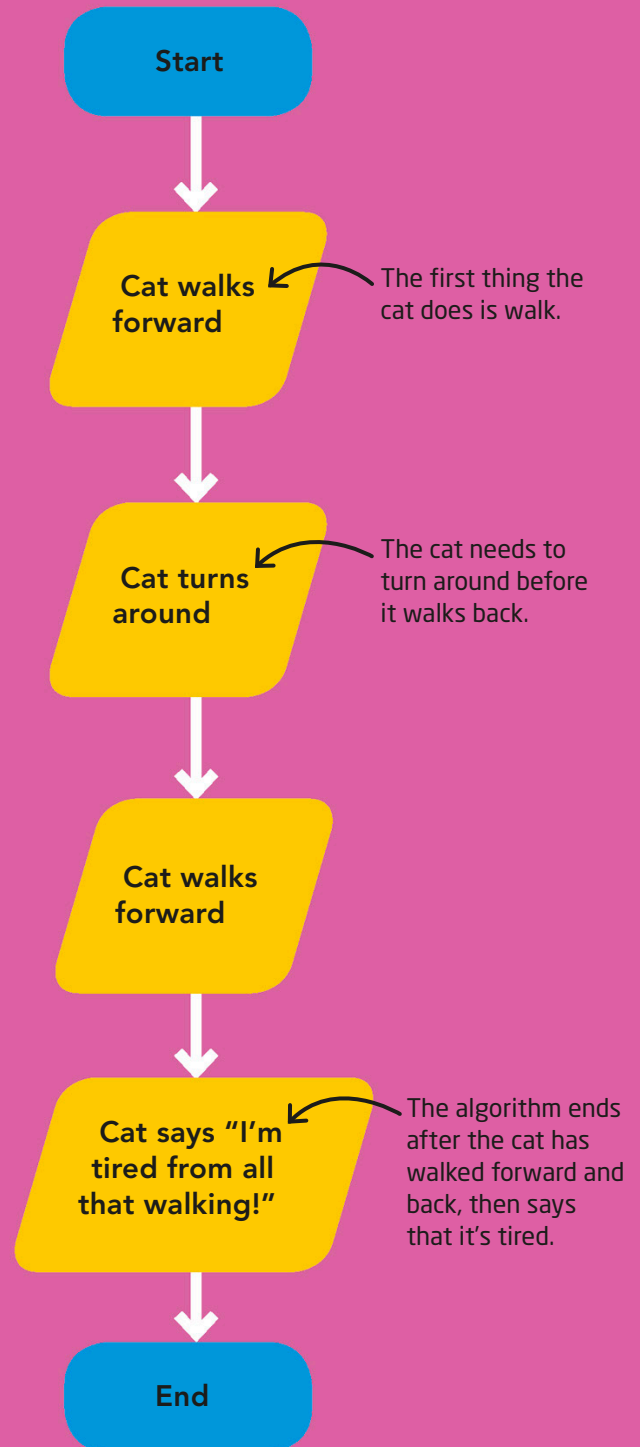 Start
Cat walks
forward
The first thing the
cat does is walk.
Cat turns
around
The cat needs to
turn around before
it walks back.
Cat walks
forward
Cat says “I’m
tired from all
that walking!”
The algorithm ends
after the cat has
walked forward and
back, then says
that it’s tired.
End